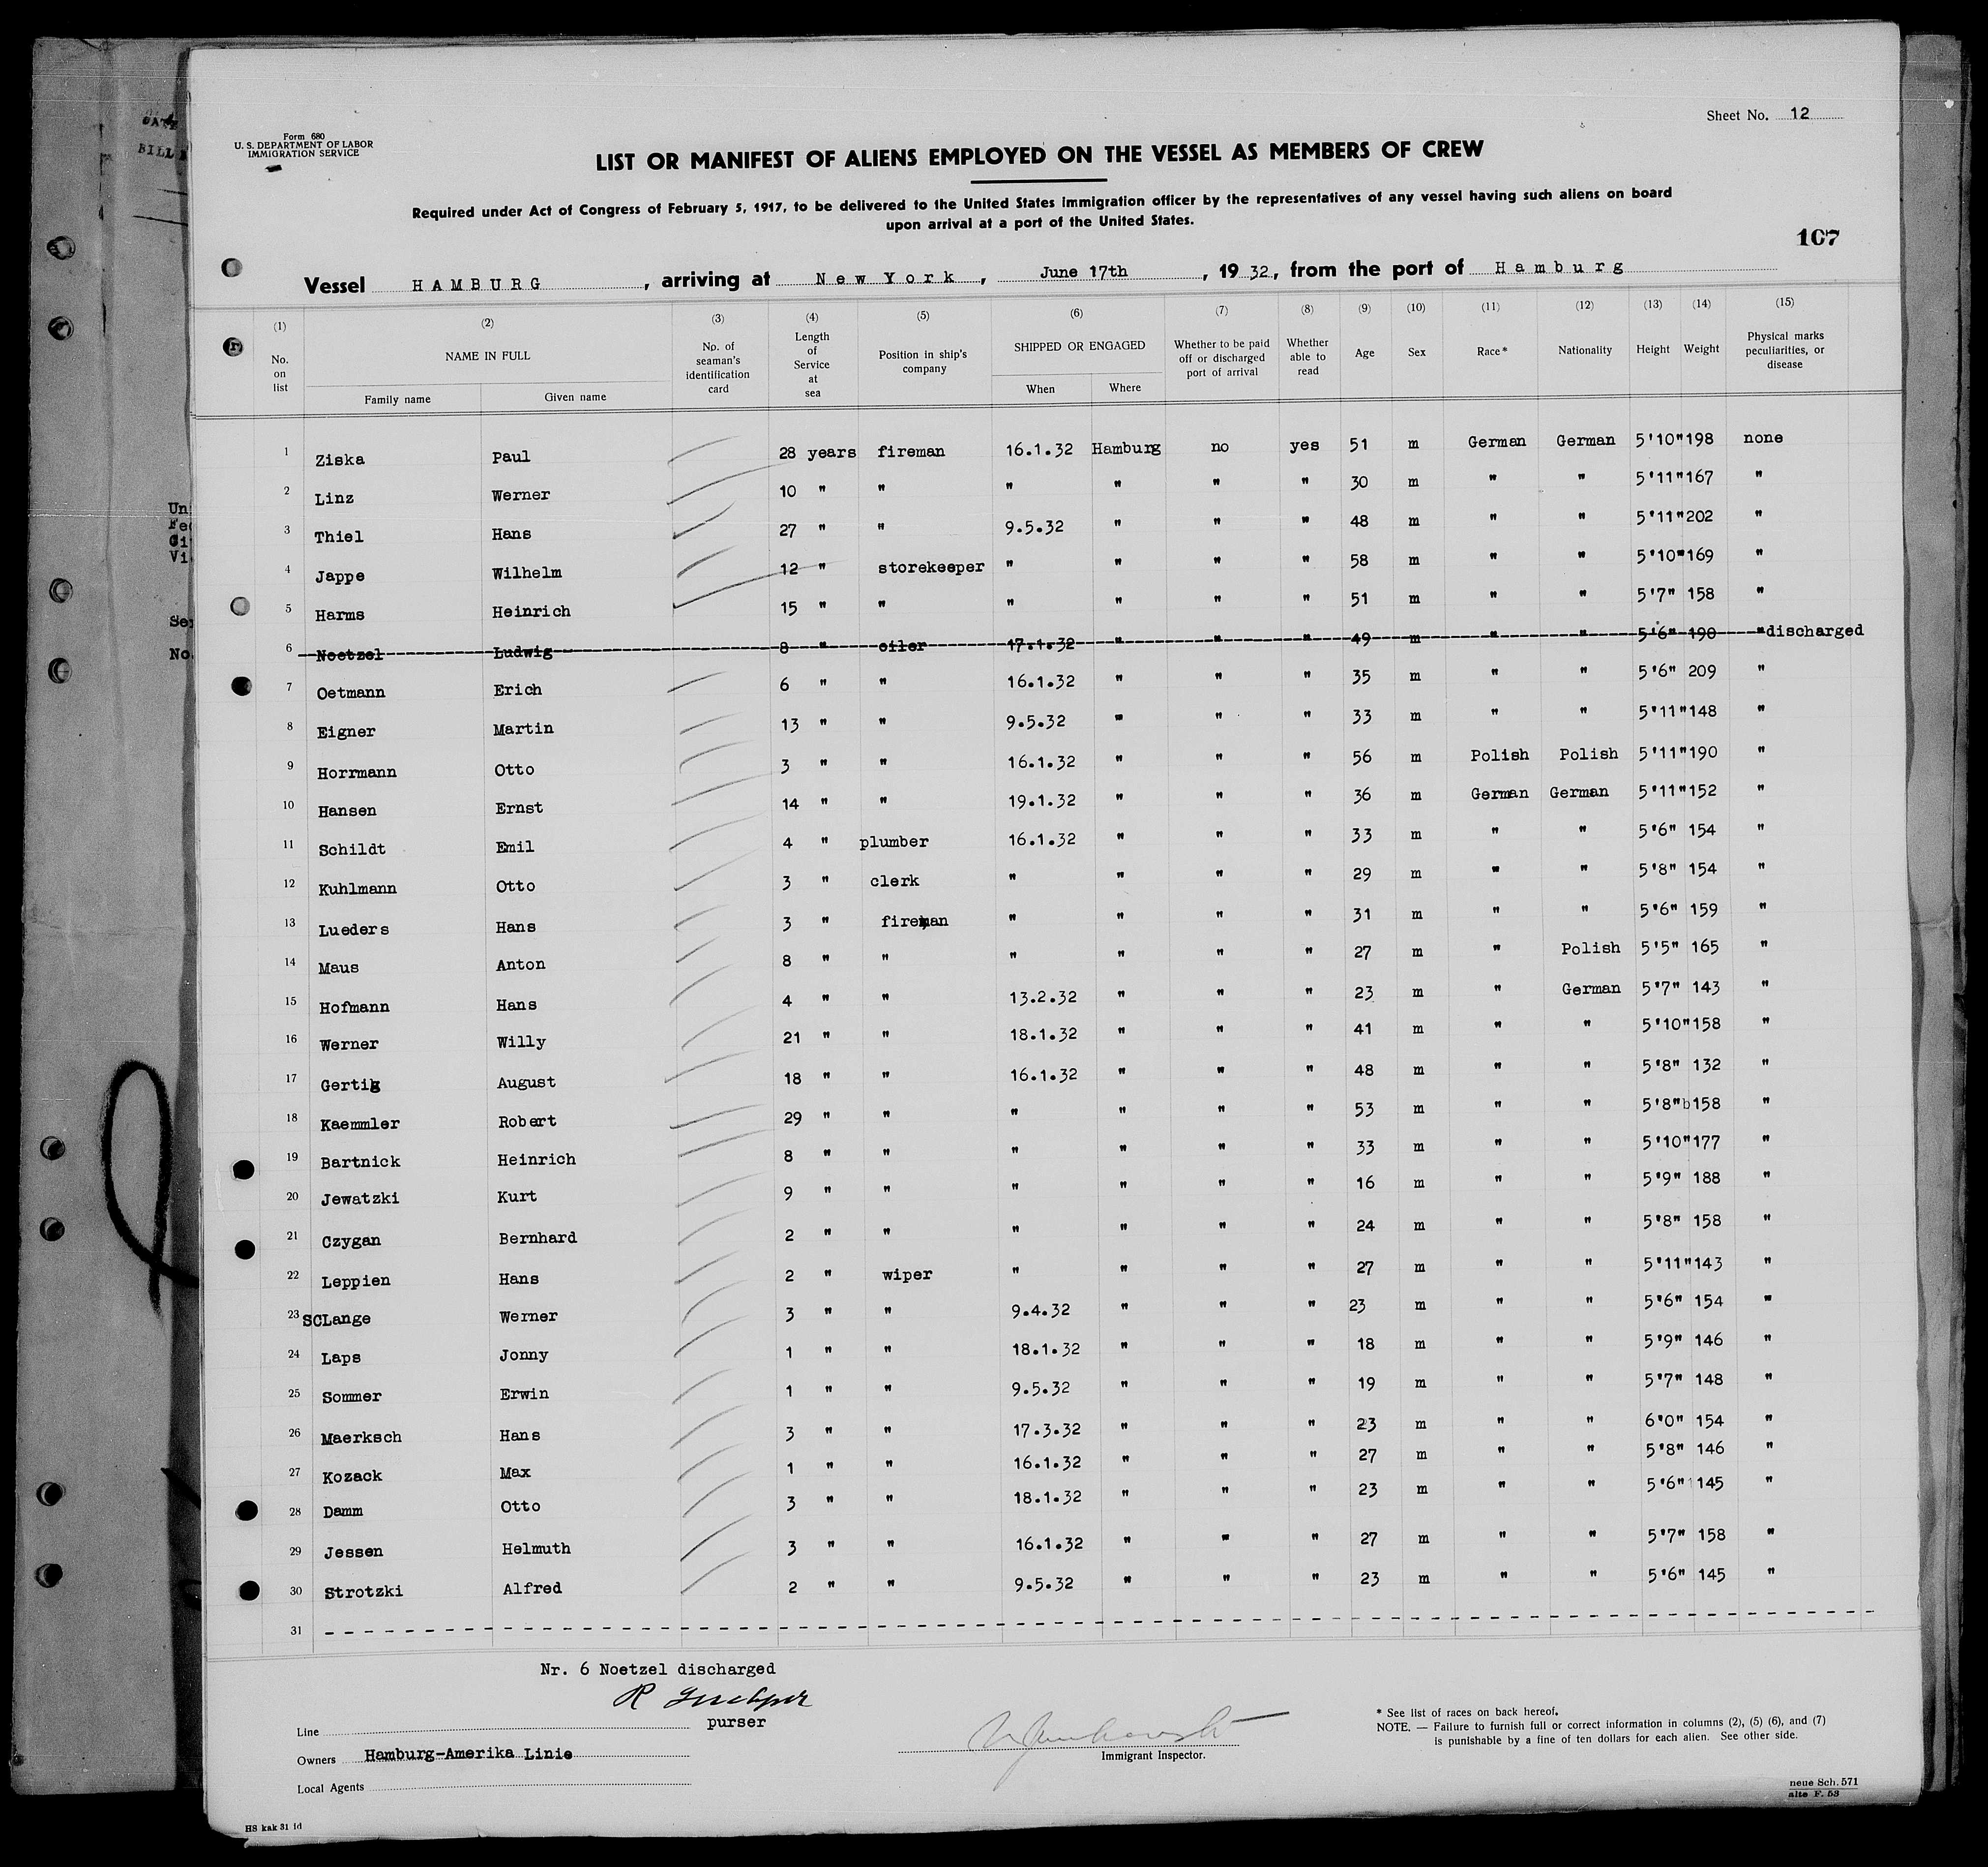 Sheet No. 12
Form 680
U. S. DEPARTMENT OF LABOR
IMMIGRATION SERVICE
LIST OR MANIFEST OF ALIENS EMPLOYED ON THE VESSEL AS MEMBERS OF CREW
Required under Act of Congress of February 5, 1917, to be delivered to the United States immigration officer by the representatives of any vessel having such aliens on board
upon arrival at a port of the United States.
107
Vessel HAMBURG, arriving at New York, June 17th, 19 32, from the port of Hamburg
(1) (2) (3) (4) (5) (6) (7) (8) (9) (10) (11) (12) (13) (14) (15)
No. on list NAME IN FULL Family name Given name No. of seaman's identification card Length of Service at sea Position in ship's company SHIPPED OR ENGAGED When Where Whether to be paid off or discharged port of arrival Whether able to read Age Sex Race* Nationality Height Weight Physical marks peculiarities, or disease
1 Ziska Paul 28 years fireman 16.1.32 Hamburg no yes 51 m German German 5'10" 198 none
2 Linz Werner 10 " " " " " " 30 m " " 5'11" 167 "
3 Thiel Hans 27 " " 9.5.32 " " " 48 m " " 5'11" 202 "
4 Jappe Wilhelm 12 " storekeeper " " " " 58 m " " 5'10" 169 "
5 Harms Heinrich 15 " " " " " " 51 m " " 5'7" 158 "
6 Noetzel Ludwig 8 " oiler 17.1.32 " " " 49 m " " 5'6" 190 " discharged
7 Oetmann Erich 6 " " 16.1.32 " " " 35 m " " 5'6" 209 "
8 Eigner Martin 13 " " 9.5.32 " " " 33 m " " 5'11" 148 "
9 Horrmann Otto 3 " " 16.1.32 " " " 56 m Polish Polish 5'11" 190 "
10 Hansen Ernst 14 " " 19.1.32 " " " 36 m German German 5'11" 152 "
11 Schildt Emil 4 " plumber 16.1.32 " " " 33 m " " 5'6" 154 "
12 Kuhlmann Otto 3 " clerk " " " " 29 m " " 5'8" 154 "
13 Lueders Hans 3 " fireman " " " " 31 m " " 5'6" 159 "
14 Maus Anton 8 " " " " " " 27 m " Polish 5'5" 165 "
15 Hofmann Hans 4 " " 13.2.32 " " " 23 m " German 5'7" 143 "
16 Werner Willy 21 " " 18.1.32 " " " 41 m " " 5'10" 158 "
17 Gertig August 18 " " 16.1.32 " " " 48 m " " 5'8" 132 "
18 Kaemmler Robert 29 " " " " " " 53 m " " 5'8"b158 "
19 Bartnick Heinrich 8 " " " " " " 33 m " " 5'10" 177 "
20 Jewatzki Kurt 9 " " " " " " 16 m " " 5'9" 188 "
21 Czygan Bernhard 2 " " " " " " 24 m " " 5'8" 158 "
22 Leppien Hans 2 " wiper " " " " 27 m " " 5'11" 143 "
23 SCLange Werner 3 " " 9.4.32 " " " 23 m " " 5'6" 154 "
24 Laps Jonny 1 " " 18.1.32 " " " 18 m " " 5'9" 146 "
25 Sommer Erwin 1 " " 9.5.32 " " " 19 m " " 5'7" 148 "
26 Maerksch Hans 3 " " 17.3.32 " " " 23 m " " 6'0" 154 "
27 Kozack Max 1 " " 16.1.32 " " " 27 m " " 5'8" 146 "
28 Damm Otto 3 " " 18.1.32 " " " 23 m " " 5'6" 145 "
29 Jessen Helmuth 3 " " 16.1.32 " " " 27 m " " 5'7" 158 "
30 Strotzki Alfred 2 " " 9.5.32 " " " 23 m " " 5'6" 145 "
31
Nr. 6 Noetzel discharged
purser
Line
Owners Hamburg-Amerika Linie
Local Agents
Immigrant Inspector.
* See list of races on back hereof.
NOTE. — Failure to furnish full or correct information in columns (2), (5) (6), and (7)
is punishable by a fine of ten dollars for each alien. See other side.
neue Sch. 571
alte F. 53
HS kak 31 ld